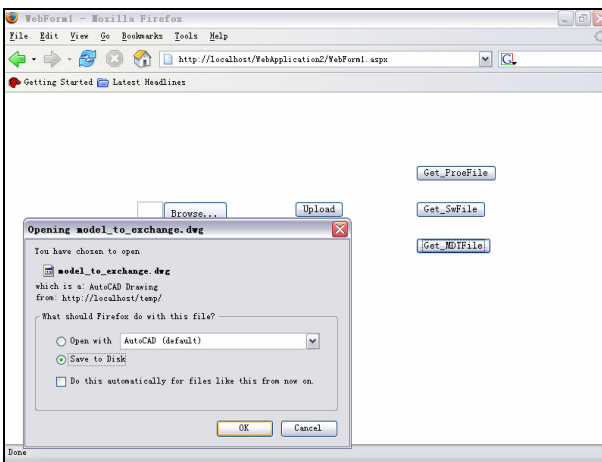 WebForm1 - Mozilla Firefox
File Edit View Go Bookmarks Tools Help
http://localhost/WebApplication2/WebForm1.aspx
G
Getting Started Latest Headlines
Get_ProeFile
Browse... Upload Get_SwFile
Get_MDTFile
Opening model_to_exchange.dwg
You have chosen to open
model_to_exchange.dwg
which is a: AutoCAD Drawing
from: http://localhost/temp/
What should Firefox do with this file?
Open with AutoCAD (default)
Save to Disk
Do this automatically for files like this from now on.
OK Cancel
Done